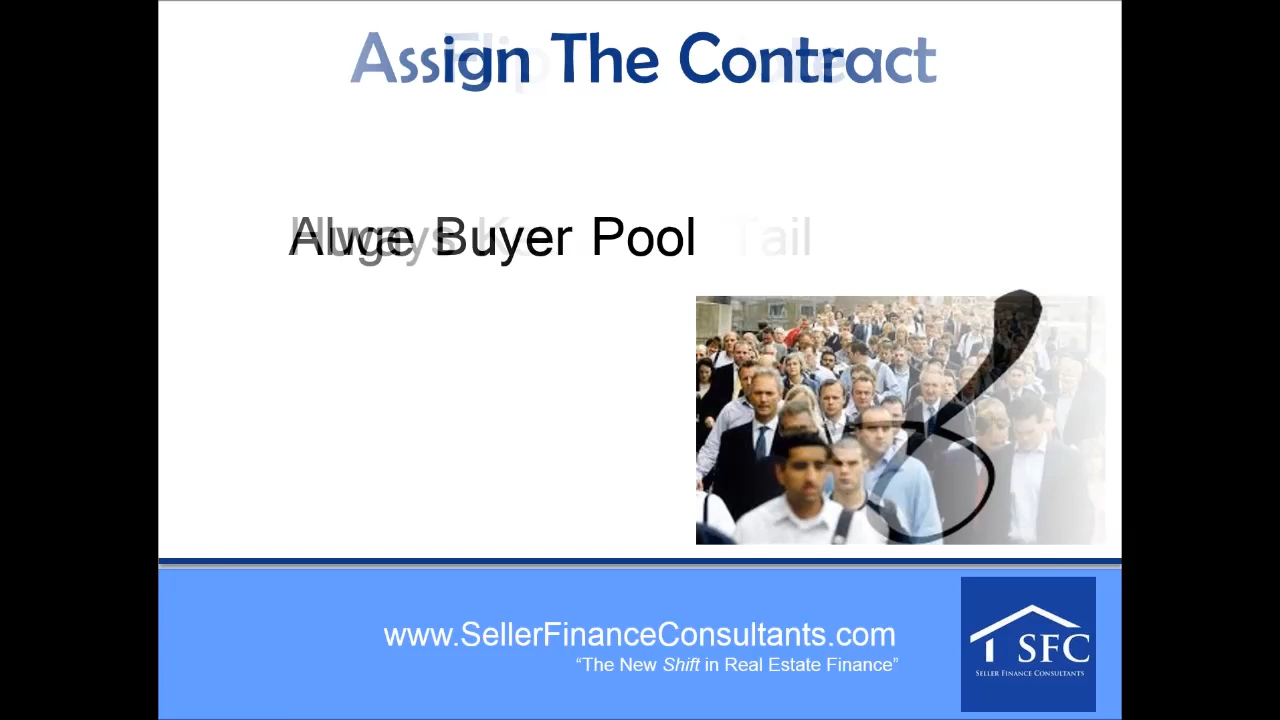 Assign The Contract
Huge Buyer Pool
www.SellerFinanceConsultants.com
“The New Shift in Real Estate Finance”
SFC
SELLER FINANCE CONSULTANTS